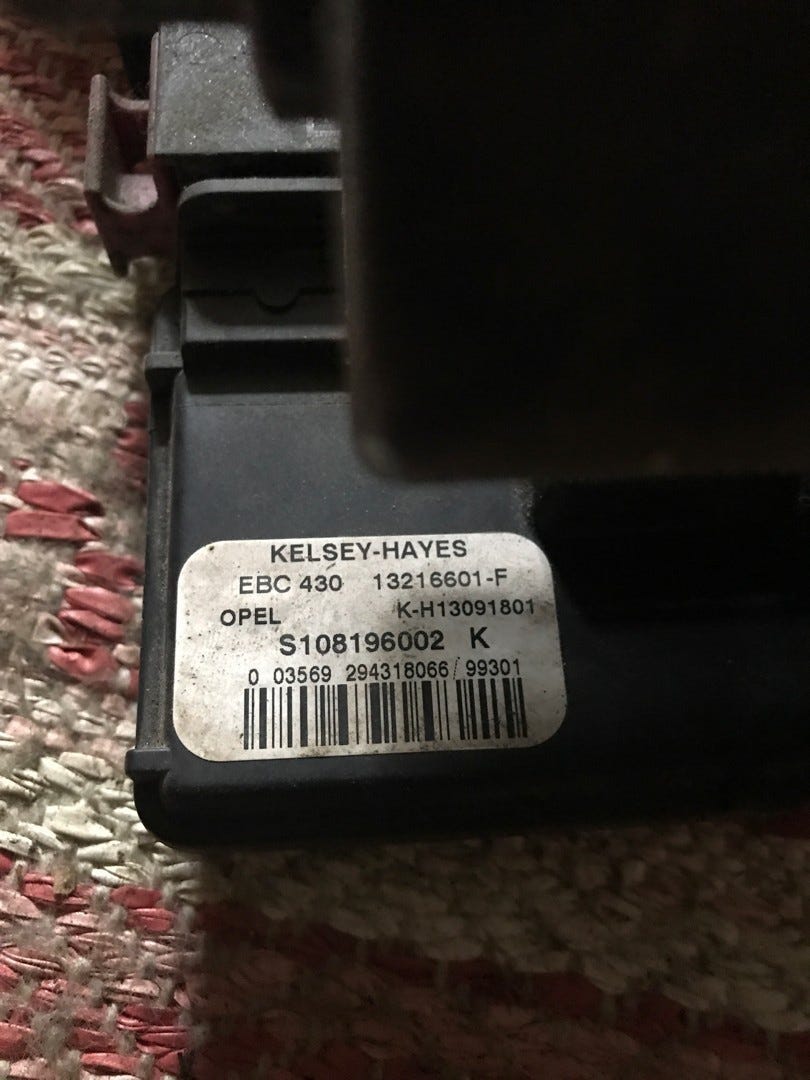 KELSEY-HAYES
EBC 430 13216601-F
OPEL K-H13091801
S108196002 K
0 03569 294318066/99301